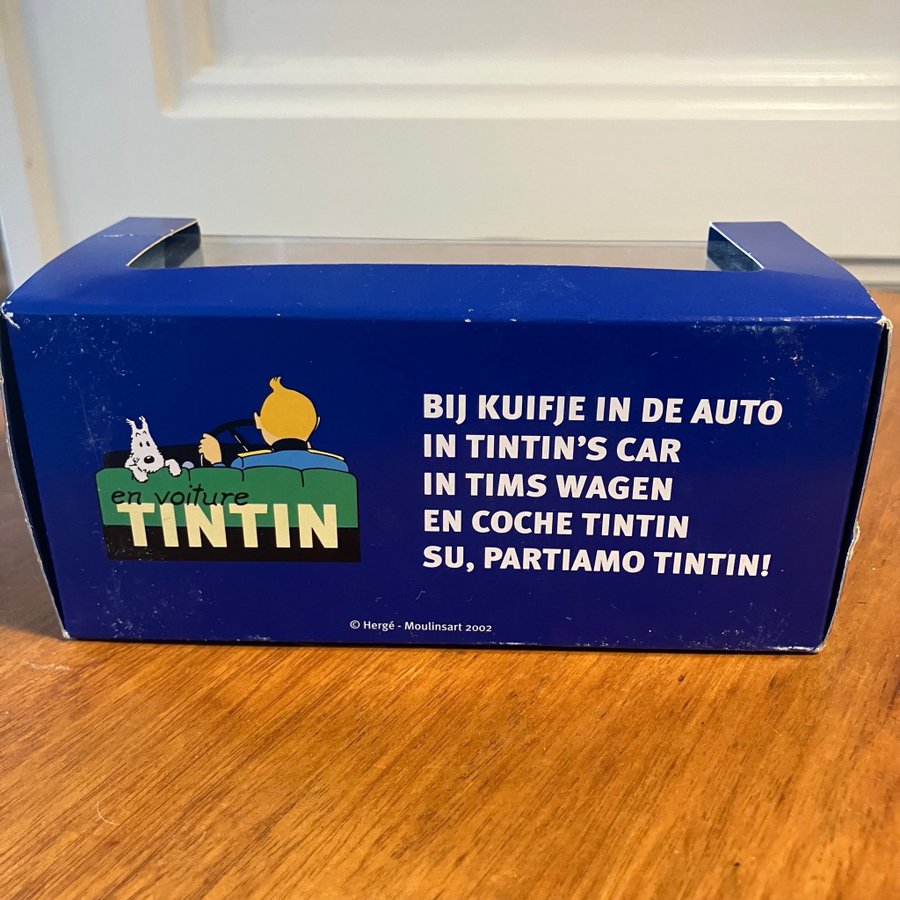 en voiture
TINTIN
BIJ KUIFJE IN DE AUTO
IN TINTIN'S CAR
IN TIMS WAGEN
EN COCHE TINTIN
SU, PARTIAMO TINTIN!
© Hergé - Moulinsart 2002